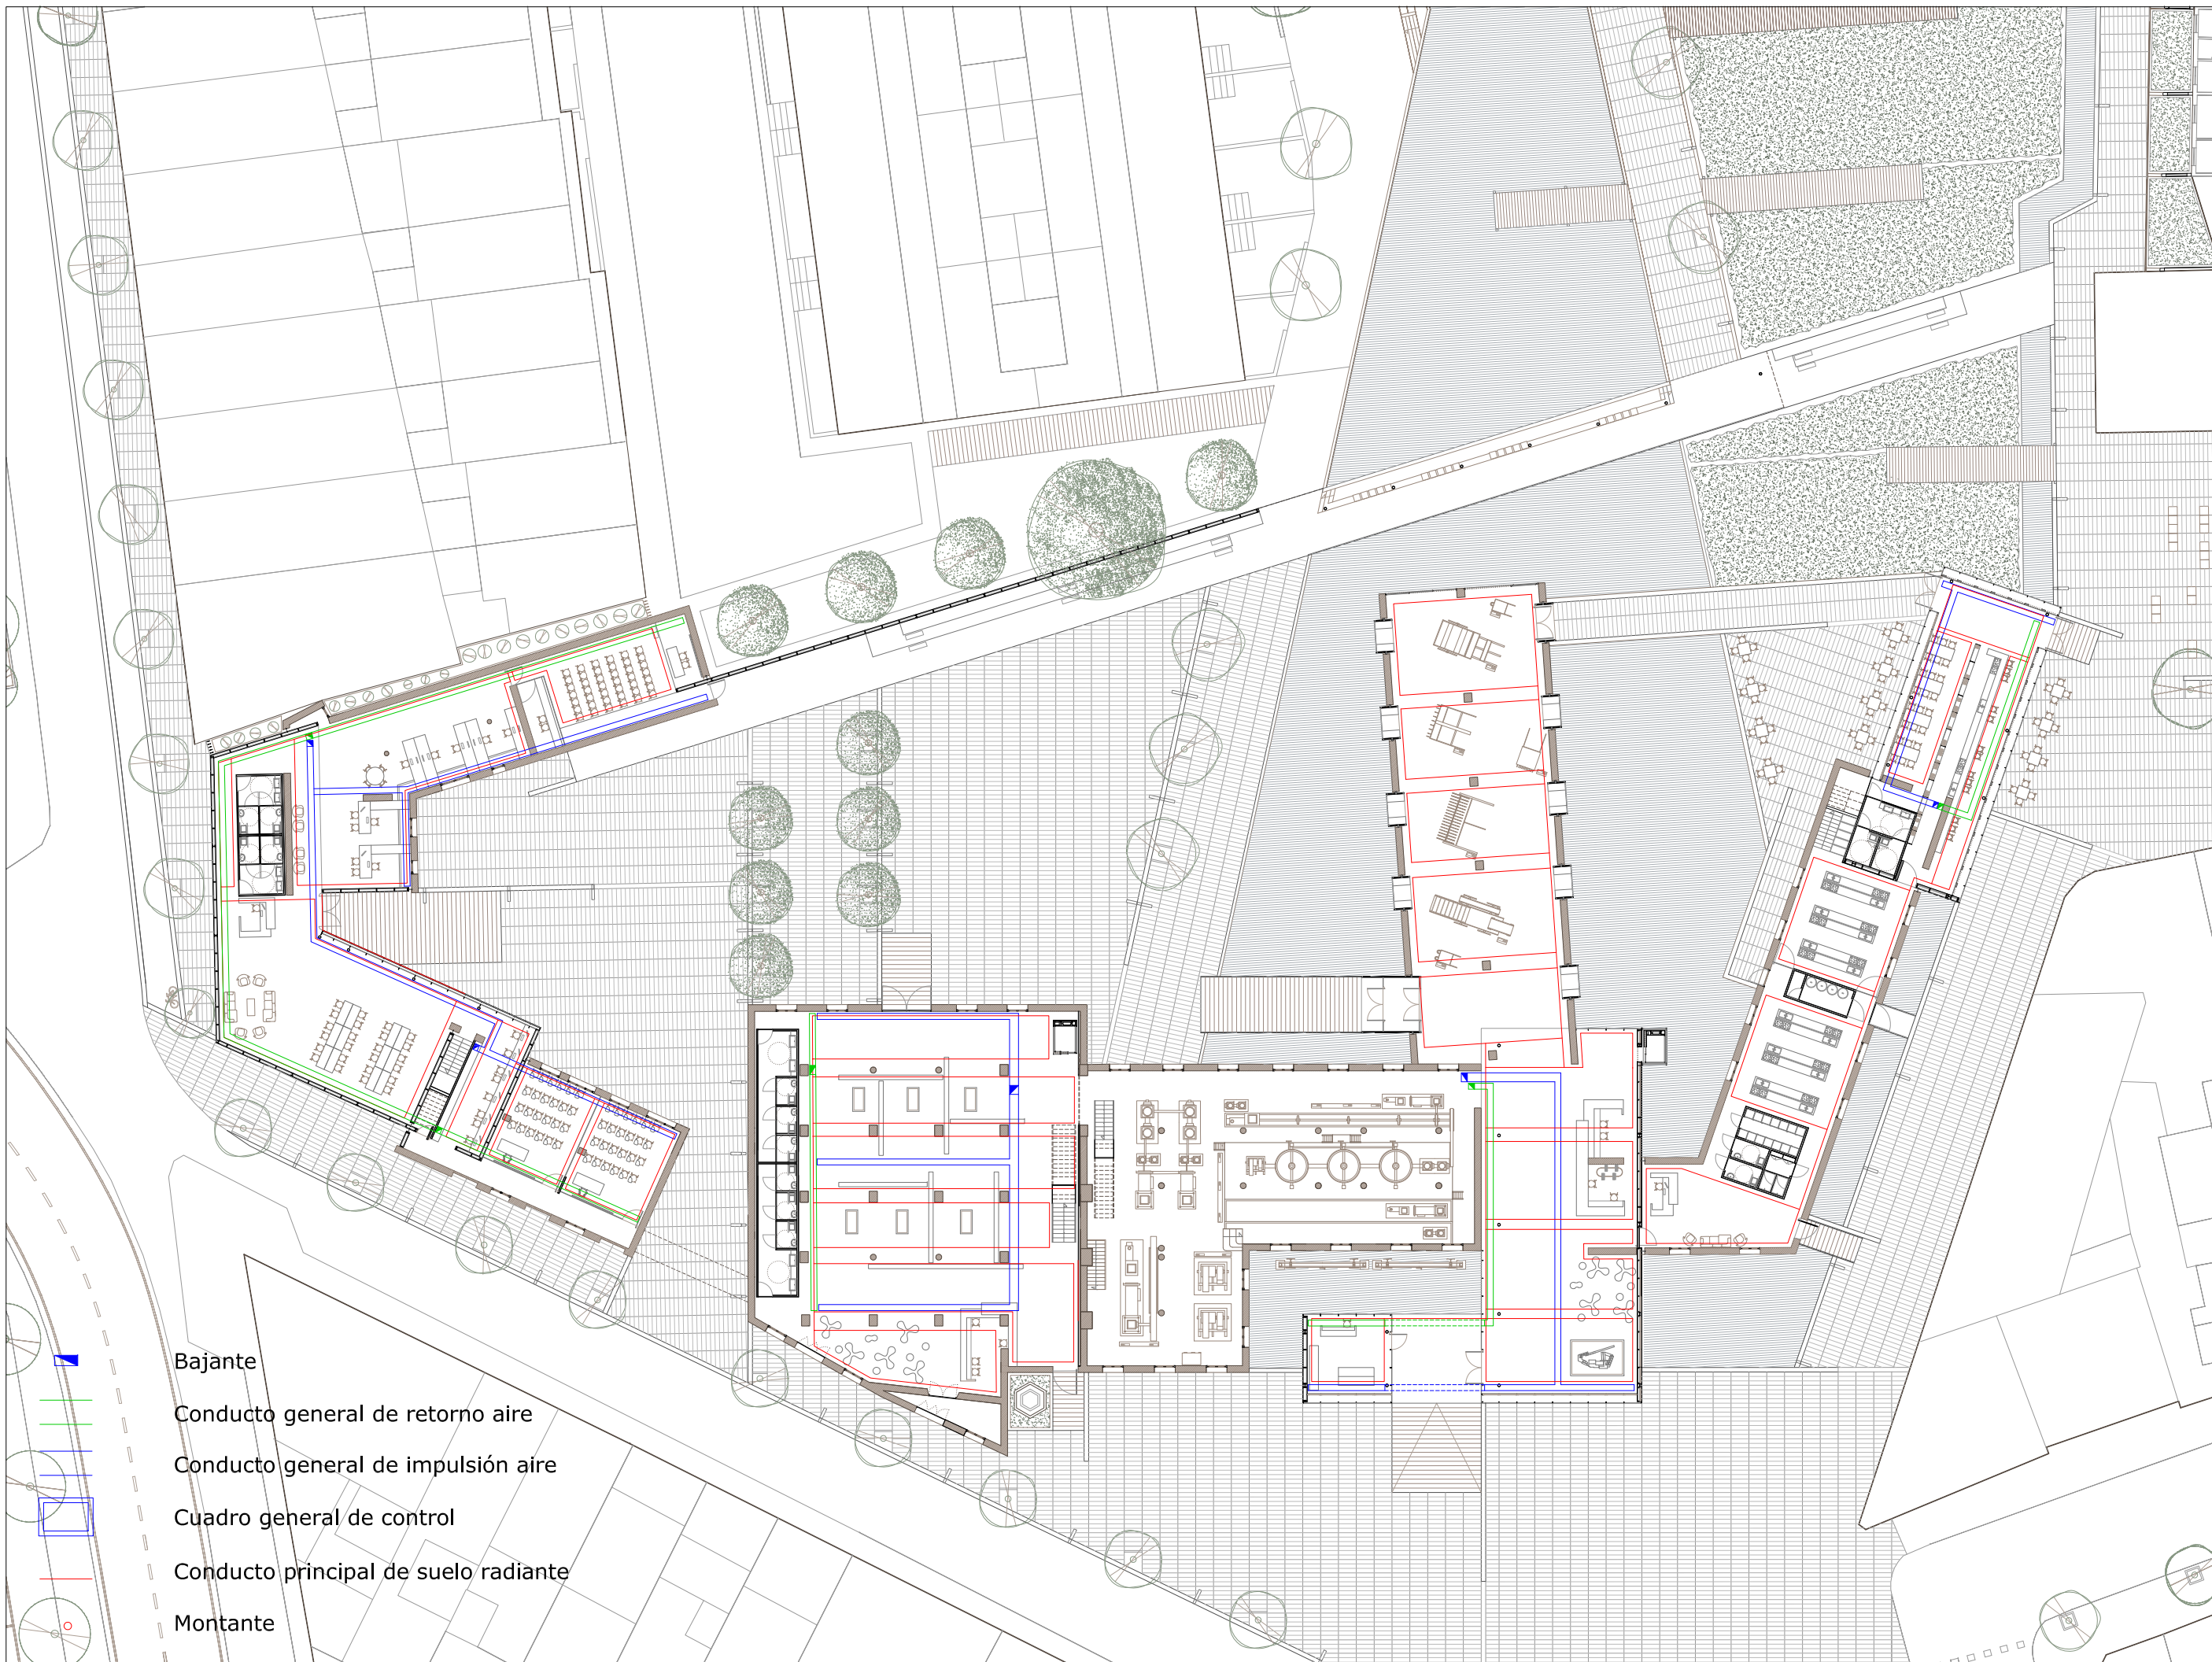 Bajante
Conducto general de retorno aire
Conducto general de impulsión aire
Cuadro general de control
Conducto principal de suelo radiante
Montante